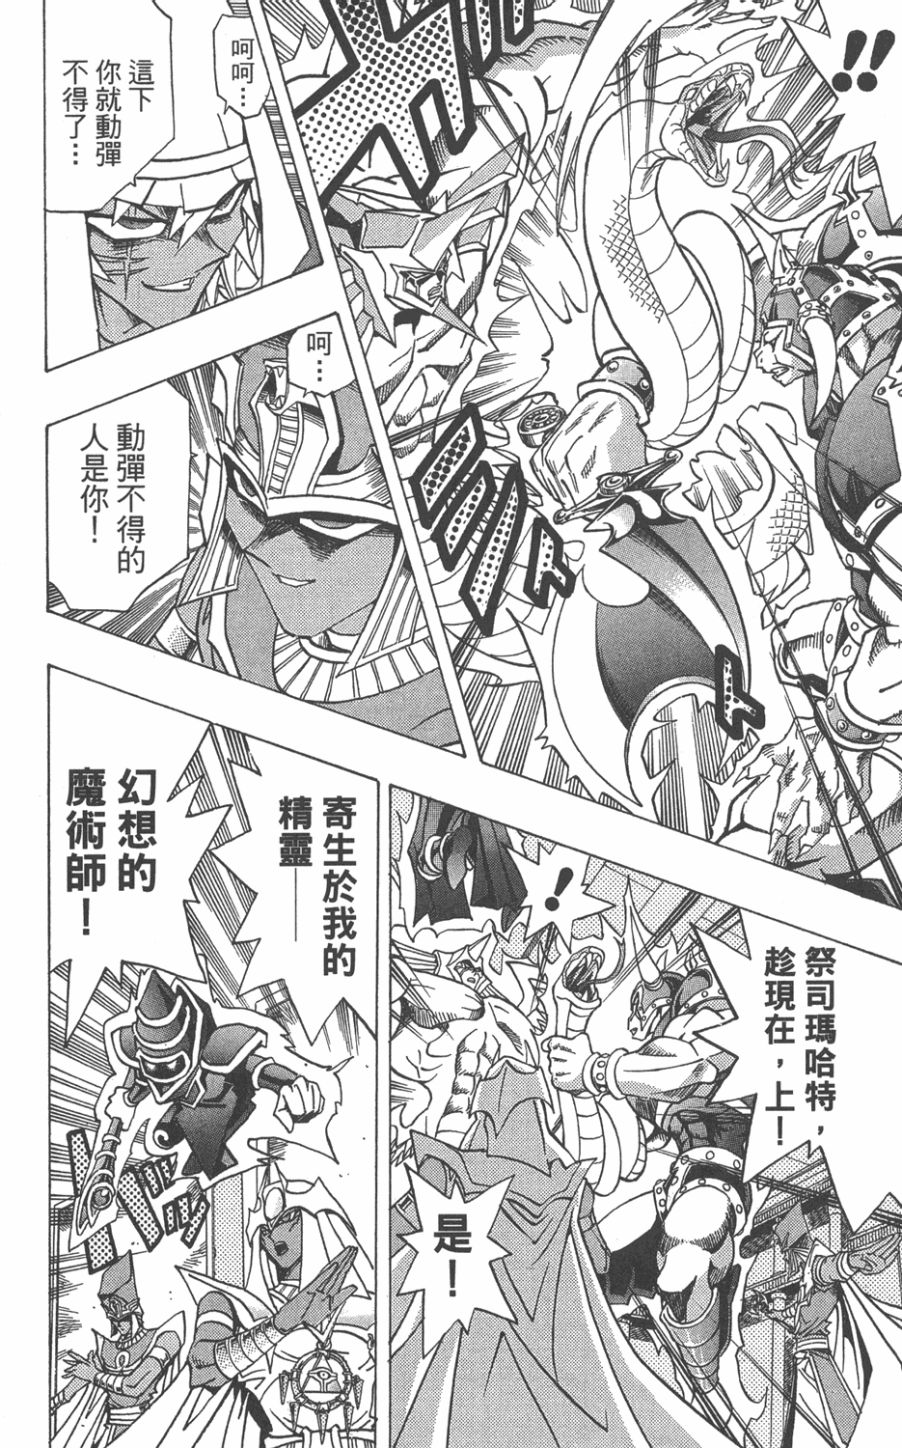 !!
呵呵…
這下
你就動彈
不得了…
呵…
動彈不得的
人是你！
祭司瑪哈特，
趁現在，上！
!
是！
寄生於我的
精靈——
幻想的
魔術師！